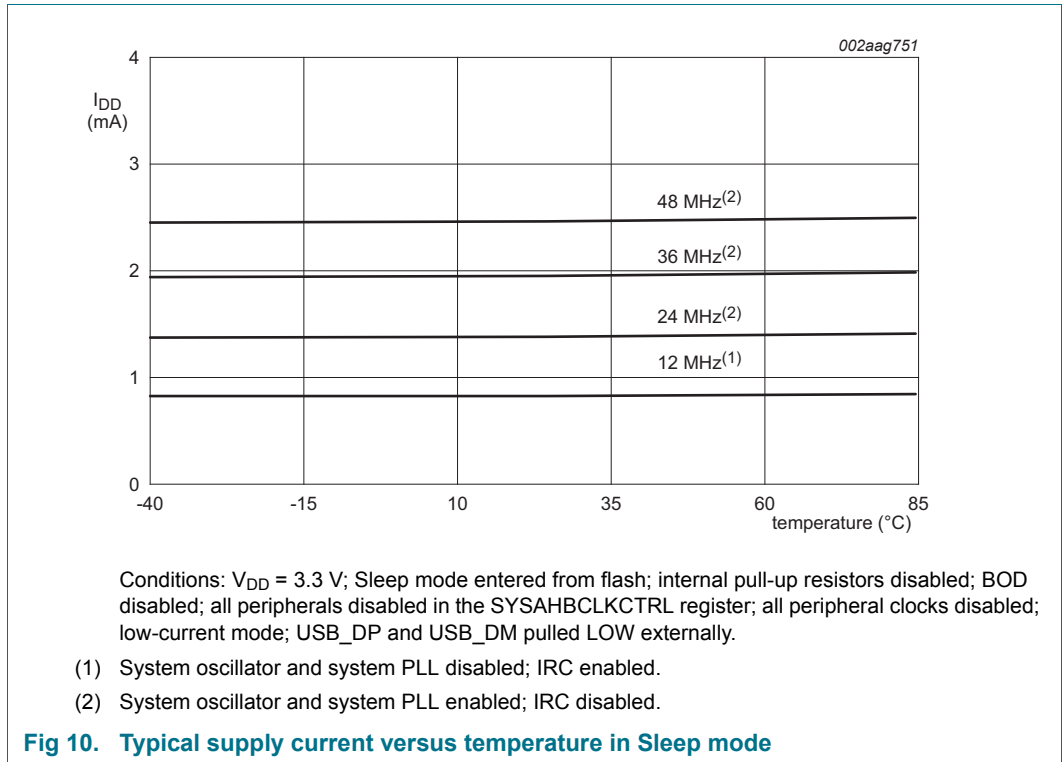 002aag751
4
I_DD
(mA)
3
48 MHz(2)
36 MHz(2)
2
24 MHz(2)
12 MHz(1)
1
0
-40 -15 10 35 60 85
temperature (°C)
Conditions: V_DD = 3.3 V; Sleep mode entered from flash; internal pull-up resistors disabled; BOD
disabled; all peripherals disabled in the SYSAHBCLKCTRL register; all peripheral clocks disabled;
low-current mode; USB_DP and USB_DM pulled LOW externally.
(1) System oscillator and system PLL disabled; IRC enabled.
(2) System oscillator and system PLL enabled; IRC disabled.
Fig 10. Typical supply current versus temperature in Sleep mode